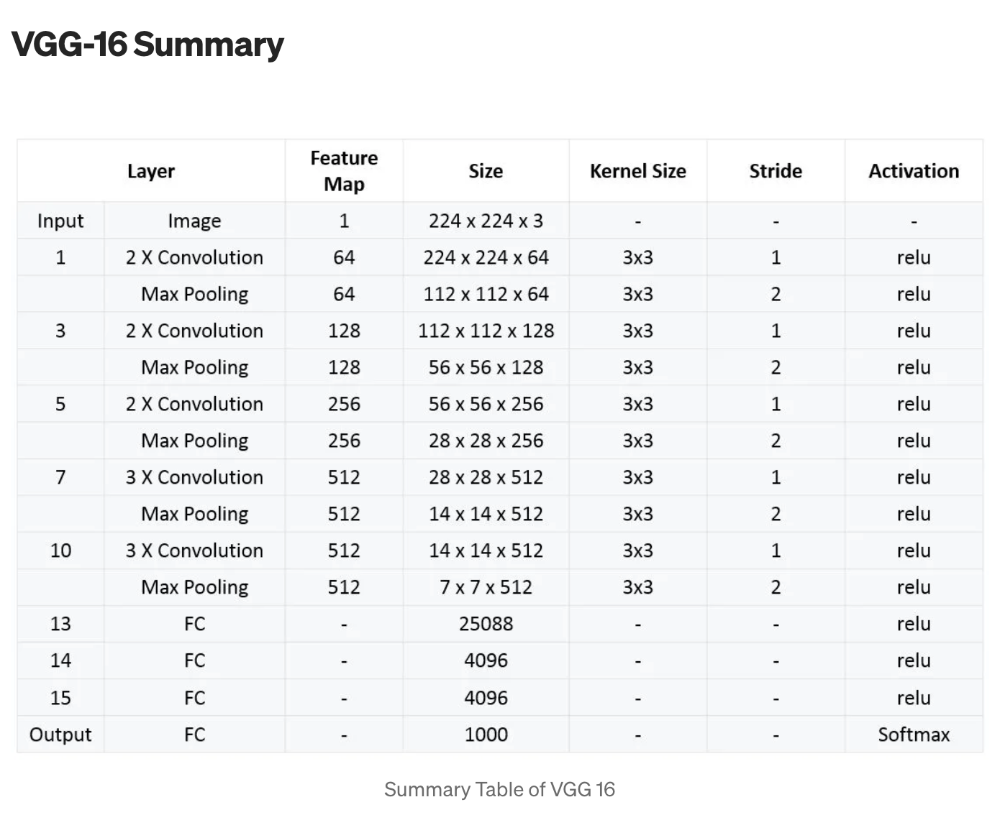 VGG-16 Summary
Layer Feature Map Size Kernel Size Stride Activation
Input Image 1 224 x 224 x 3 - - -
1 2 X Convolution 64 224 x 224 x 64 3x3 1 relu
Max Pooling 64 112 x 112 x 64 3x3 2 relu
3 2 X Convolution 128 112 x 112 x 128 3x3 1 relu
Max Pooling 128 56 x 56 x 128 3x3 2 relu
5 2 X Convolution 256 56 x 56 x 256 3x3 1 relu
Max Pooling 256 28 x 28 x 256 3x3 2 relu
7 3 X Convolution 512 28 x 28 x 512 3x3 1 relu
Max Pooling 512 14 x 14 x 512 3x3 2 relu
10 3 X Convolution 512 14 x 14 x 512 3x3 1 relu
Max Pooling 512 7 x 7 x 512 3x3 2 relu
13 FC - 25088 - - relu
14 FC - 4096 - - relu
15 FC - 4096 - - relu
Output FC - 1000 - - Softmax
Summary Table of VGG 16